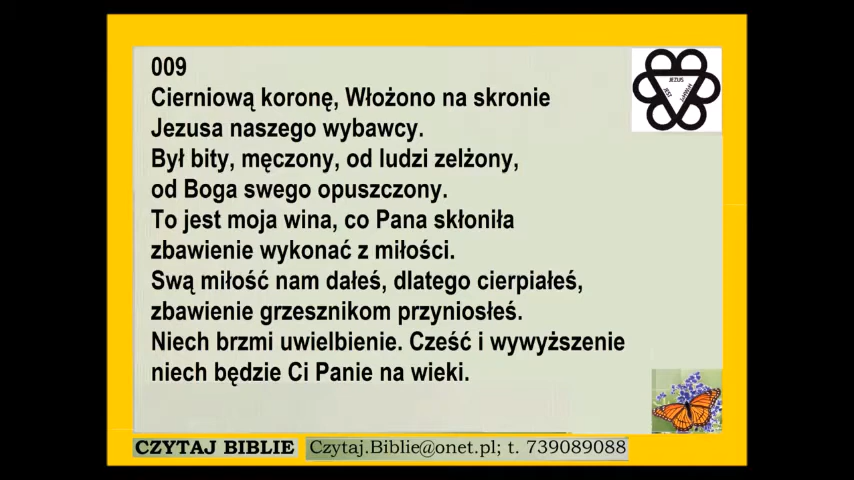 009
Cierniową koronę, Włożono na skronie
Jezusa naszego wybawcy.
Był bity, męczony, od ludzi zelżony,
od Boga swego opuszczony.
To jest moja wina, co Pana skłoniła
zbawienie wykonać z miłości.
Swą miłość nam dałeś, dlatego cierpiałeś,
zbawienie grzesznikom przyniosłeś.
Niech brzmi uwielbienie. Cześć i wywyższenie
niech będzie Ci Panie na wieki.
JEZUS
JEST
CZYTAJ BIBLIE Czytaj.Biblie@onet.pl; t. 739089088